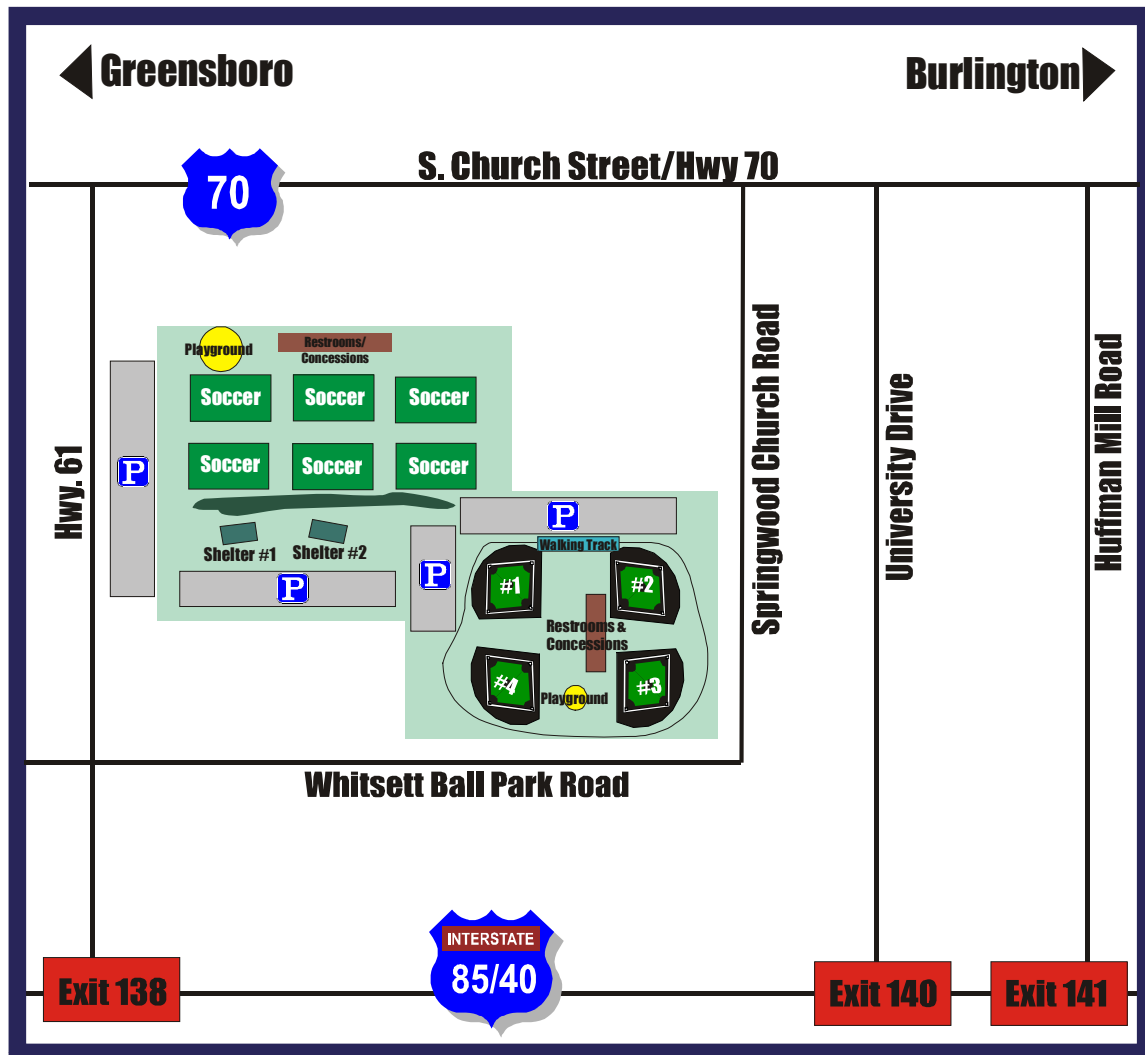 Greensboro
Burlington
S. Church Street/Hwy 70
70
Playground
Restrooms/
Concessions
Soccer
Soccer
Soccer
Soccer
Soccer
Soccer
Hwy. 61
P
Shelter #1
Shelter #2
P
P
P
Walking Track
#1
#2
Restrooms &
Concessions
#4
#3
Playground
Springwood Church Road
University Drive
Huffman Mill Road
Whitsett Ball Park Road
INTERSTATE
85/40
Exit 138
Exit 140
Exit 141